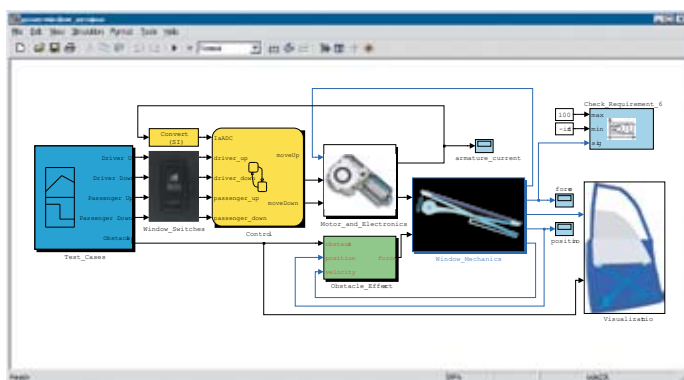 File Edit View Simulation Format Tools Help
Normal
100
max
Check_Requirement_6
min
sig
Convert
(SI)
IaADC
moveUp
armature_current
Driver Up
driver_up
Driver Down
driver_down
Passenger Up
passenger_up
Passenger Down
passenger_down
moveDown
Obstacle
Test_Cases
Window_Switches
Control
Motor_and_Electronics
force
position
obstacle
position
force
velocity
Obstacle_Effect
Window_Mechanics
Visualizatio
Ready